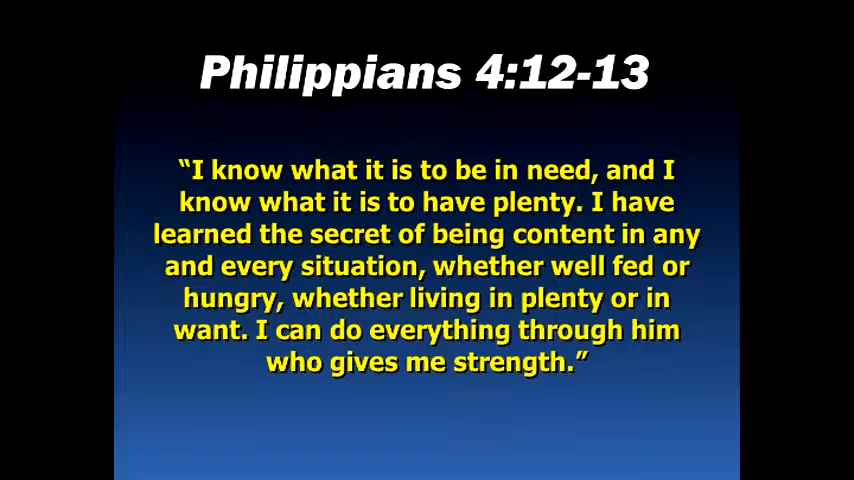 Philippians 4:12-13
“I know what it is to be in need, and I
know what it is to have plenty. I have
learned the secret of being content in any
and every situation, whether well fed or
hungry, whether living in plenty or in
want. I can do everything through him
who gives me strength.”